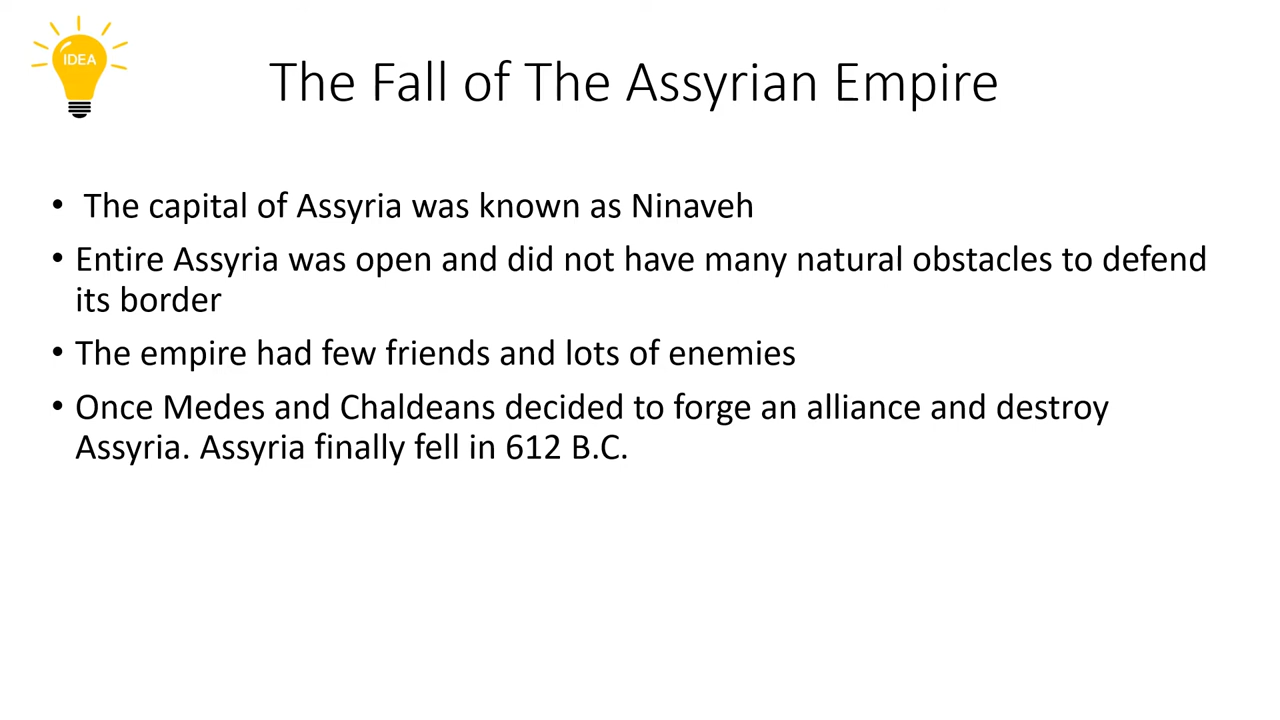 IDEA
The Fall of The Assyrian Empire
• The capital of Assyria was known as Ninaveh
• Entire Assyria was open and did not have many natural obstacles to defend
its border
• The empire had few friends and lots of enemies
• Once Medes and Chaldeans decided to forge an alliance and destroy
Assyria. Assyria finally fell in 612 B.C.